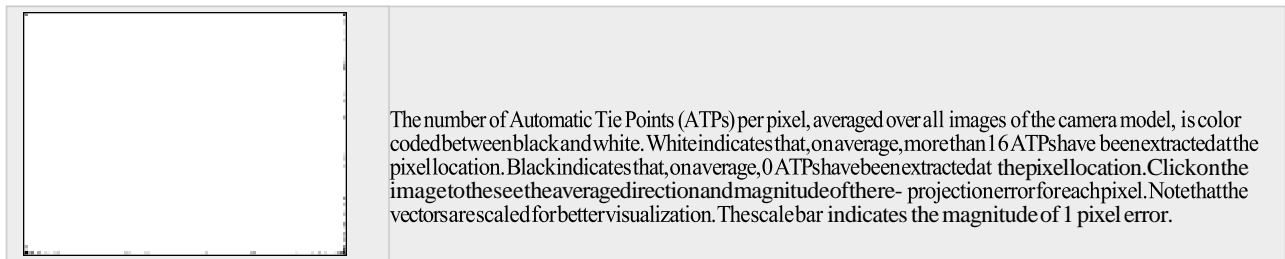 The number of Automatic Tie Points (ATPs) per pixel, averaged over all images of the camera model, is color
coded between black and white. White indicates that, on average, more than 16 ATPs have been extracted at the
pixel location. Black indicates that, on average, 0 ATPs have been extracted at the pixel location. Click on the
image to the see the averaged direction and magnitude of the re- projection error for each pixel. Note that the
vectors are scaled for better visualization. The scale bar indicates the magnitude of 1 pixel error.